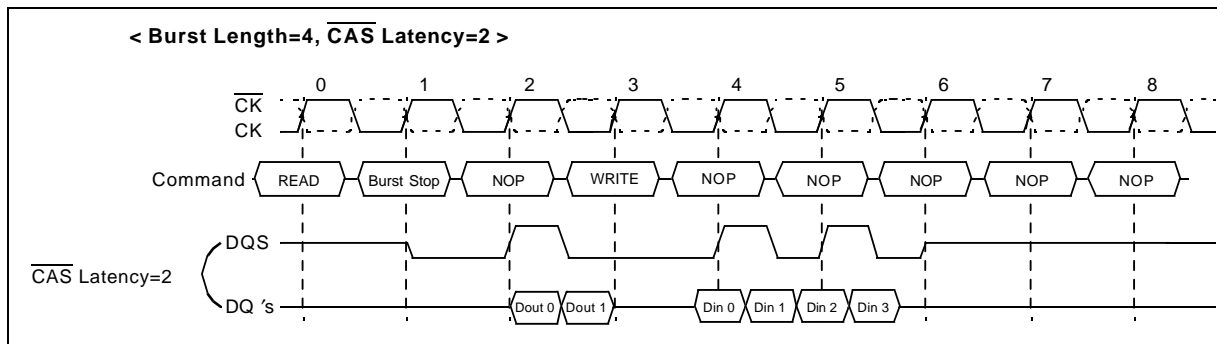 < Burst Length=4, CAS Latency=2 >
0 1 2 3 4 5 6 7 8
CK
CK
Command READ Burst Stop NOP WRITE NOP NOP NOP NOP NOP
DQS
CAS Latency=2
DQ 's Dout 0 Dout 1 Din 0 Din 1 Din 2 Din 3